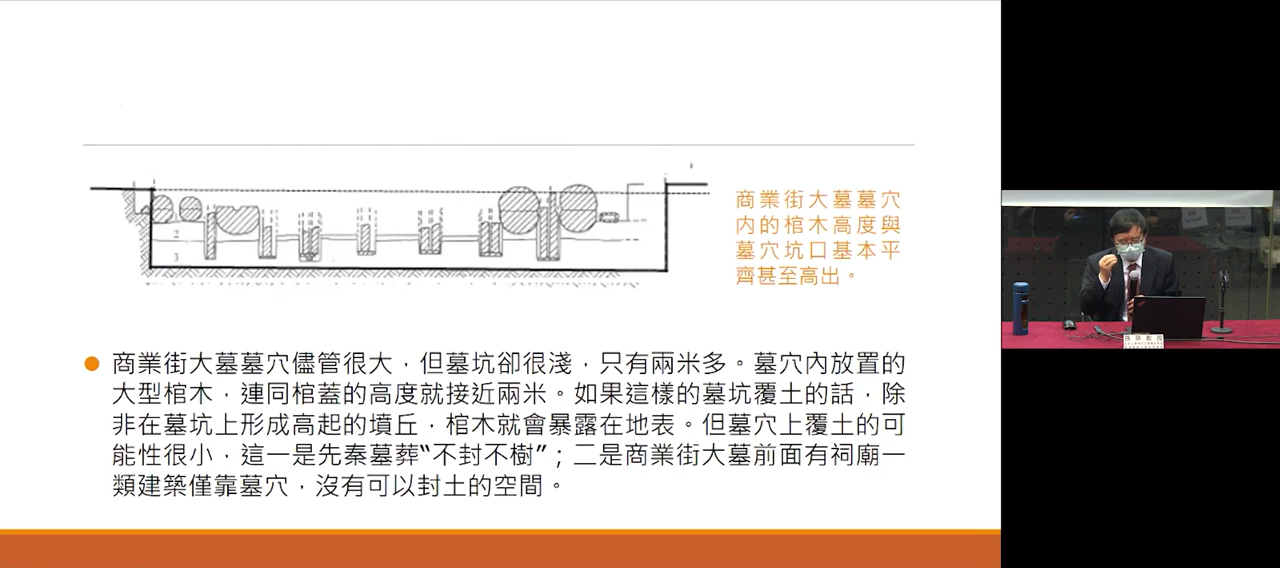 商業街大墓墓穴
內的棺木高度與
墓穴坑口基本平
齊甚至高出。
2
3
● 商業街大墓墓穴儘管很大，但墓坑卻很淺，只有兩米多。墓穴內放置的
大型棺木，連同棺蓋的高度就接近兩米。如果這樣的墓坑覆土的話，除
非在墓坑上形成高起的墳丘，棺木就會暴露在地表。但墓穴上覆土的可
能性很小，這一是先秦墓葬“不封不樹”；二是商業街大墓前面有祠廟一
類建築僅靠墓穴，沒有可以封土的空間。